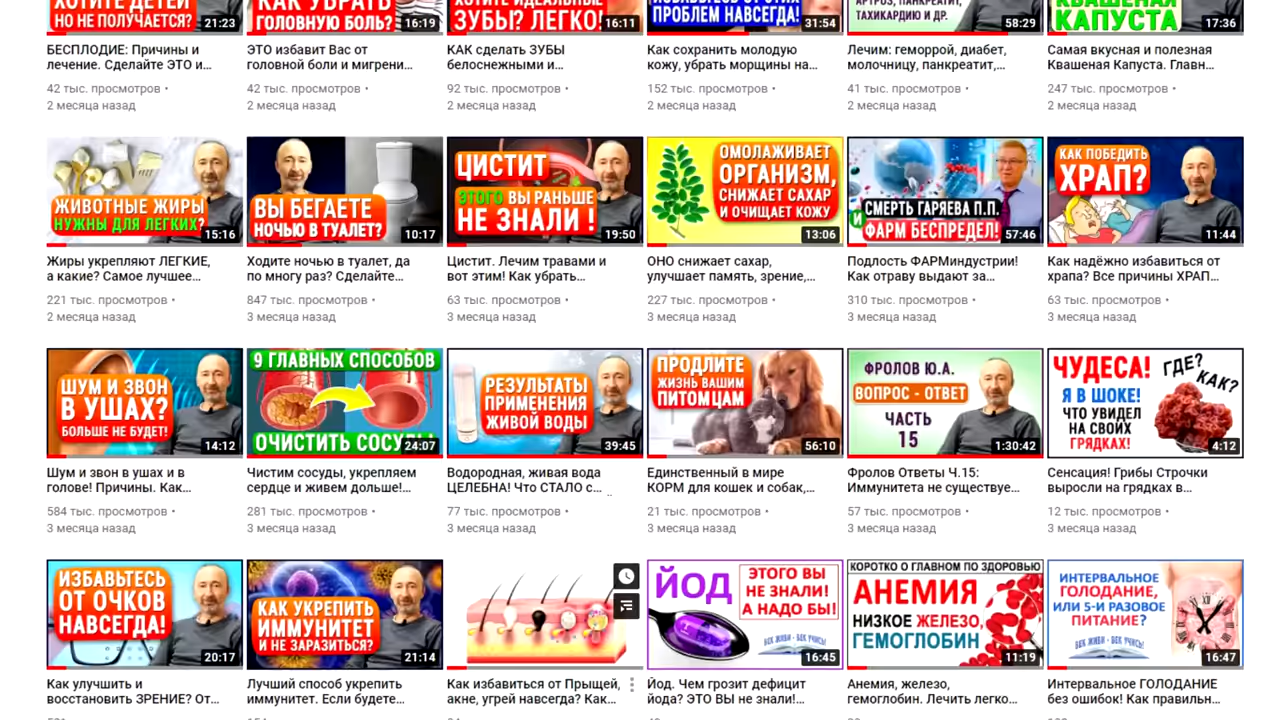 ХОТИТЕ ДЕТЕЙ
НО НЕ ПОЛУЧАЕТСЯ?
21:23
КАК УБРАТЬ
ГОЛОВНУЮ БОЛЬ?
16:19
ХОТИТЕ ИДЕАЛЬНЫЕ
ЗУБЫ? ЛЕГКО!
16:11
ПРОБЛЕМ НАВСЕГДА!
31:54
АРТРОЗ, ПАНКРЕАТИТ,
ТАХИКАРДИЮ И ДР.
58:29
КВАШЕНАЯ
КАПУСТА
17:36
БЕСПЛОДИЕ: Причины и
лечение. Сделайте ЭТО и...
42 тыс. просмотров •
2 месяца назад
ЭТО избавит Вас от
головной боли и мигрени...
42 тыс. просмотров •
2 месяца назад
КАК сделать ЗУБЫ
белоснежными и...
92 тыс. просмотров •
2 месяца назад
Как сохранить молодую
кожу, убрать морщины на...
152 тыс. просмотров •
2 месяца назад
Лечим: геморрой, диабет,
молочницу, панкреатит,...
41 тыс. просмотров •
2 месяца назад
Самая вкусная и полезная
Квашеная Капуста. Главн...
247 тыс. просмотров •
2 месяца назад
ЖИВОТНЫЕ ЖИРЫ
НУЖНЫ ДЛЯ ЛЕГКИХ?
15:16
ВЫ БЕГАЕТЕ
НОЧЬЮ В ТУАЛЕТ?
10:17
ЦИСТИТ
ЭТОГО ВЫ РАНЬШЕ
НЕ ЗНАЛИ !
19:50
ОМОЛАЖИВАЕТ
ОРГАНИЗМ,
СНИЖАЕТ САХАР
И ОЧИЩАЕТ КОЖУ
13:06
СМЕРТЬ ГАРЯЕВА П.П.
И ФАРМ БЕСПРЕДЕЛ!
57:46
КАК ПОБЕДИТЬ
ХРАП?
11:44
Жиры укрепляют ЛЕГКИЕ,
а какие? Самое лучшее...
221 тыс. просмотров •
2 месяца назад
Ходите ночью в туалет, да
по многу раз? Сделайте...
847 тыс. просмотров •
3 месяца назад
Цистит. Лечим травами и
вот этим! Как убрать...
63 тыс. просмотров •
3 месяца назад
ОНО снижает сахар,
улучшает память, зрение,...
227 тыс. просмотров •
3 месяца назад
Подлость ФАРМиндустрии!
Как отраву выдают за...
310 тыс. просмотров •
3 месяца назад
Как надёжно избавиться от
храпа? Все причины ХРАП...
63 тыс. просмотров •
3 месяца назад
ШУМ И ЗВОН
В УШАХ?
БОЛЬШЕ НЕ БУДЕТ!
14:12
9 ГЛАВНЫХ СПОСОБОВ
ОЧИСТИТЬ СОСУДЫ
24:07
РЕЗУЛЬТАТЫ
ПРИМЕНЕНИЯ
ЖИВОЙ ВОДЫ
39:45
ПРОДЛИТЕ
ЖИЗНЬ ВАШИМ
ПИТОМЦАМ
56:10
ФРОЛОВ Ю.А.
ВОПРОС - ОТВЕТ
ЧАСТЬ
15
1:30:42
ЧУДЕСА!
ГДЕ?
КАК?
Я В ШОКЕ!
ЧТО УВИДЕЛ
НА СВОИХ
ГРЯДКАХ!
4:12
Шум и звон в ушах и в
голове! Причины. Как...
584 тыс. просмотров •
3 месяца назад
Чистим сосуды, укрепляем
сердце и живем дольше!...
281 тыс. просмотров •
3 месяца назад
Водородная, живая вода
ЦЕЛЕБНА! Что СТАЛО с...
77 тыс. просмотров •
3 месяца назад
Единственный в мире
КОРМ для кошек и собак,...
21 тыс. просмотров •
3 месяца назад
Фролов Ответы Ч.15:
Иммунитета не существуе...
57 тыс. просмотров •
3 месяца назад
Сенсация! Грибы Строчки
выросли на грядках в...
12 тыс. просмотров •
3 месяца назад
ИЗБАВЬТЕСЬ
ОТ ОЧКОВ
НАВСЕГДА!
20:17
КАК УКРЕПИТЬ
ИММУНИТЕТ
И НЕ ЗАРАЗИТЬСЯ?
21:14
ЙОД
ЭТОГО ВЫ
НЕ ЗНАЛИ!
А НАДО БЫ!
ВЕК ЖИВИ - ВЕК УЧИСЬ!
16:45
КОРОТКО О ГЛАВНОМ ПО ЗДОРОВЬЮ
АНЕМИЯ
НИЗКОЕ ЖЕЛЕЗО,
ГЕМОГЛОБИН
11:19
ИНТЕРВАЛЬНОЕ
ГОЛОДАНИЕ,
ИЛИ 5-И РАЗОВОЕ
ПИТАНИЕ?
ВЕК ЖИВИ - ВЕК УЧИСЬ!
16:47
Как улучшить и
восстановить ЗРЕНИЕ? От...
Лучший способ укрепить
иммунитет. Если будете...
Как избавиться от Прыщей,
акне, угрей навсегда? Как...
Йод. Чем грозит дефицит
йода? ЭТО ВЫ не знали!...
Анемия, железо,
гемоглобин. Лечить легко...
Интервальное ГОЛОДАНИЕ
без ошибок! Как правильн...